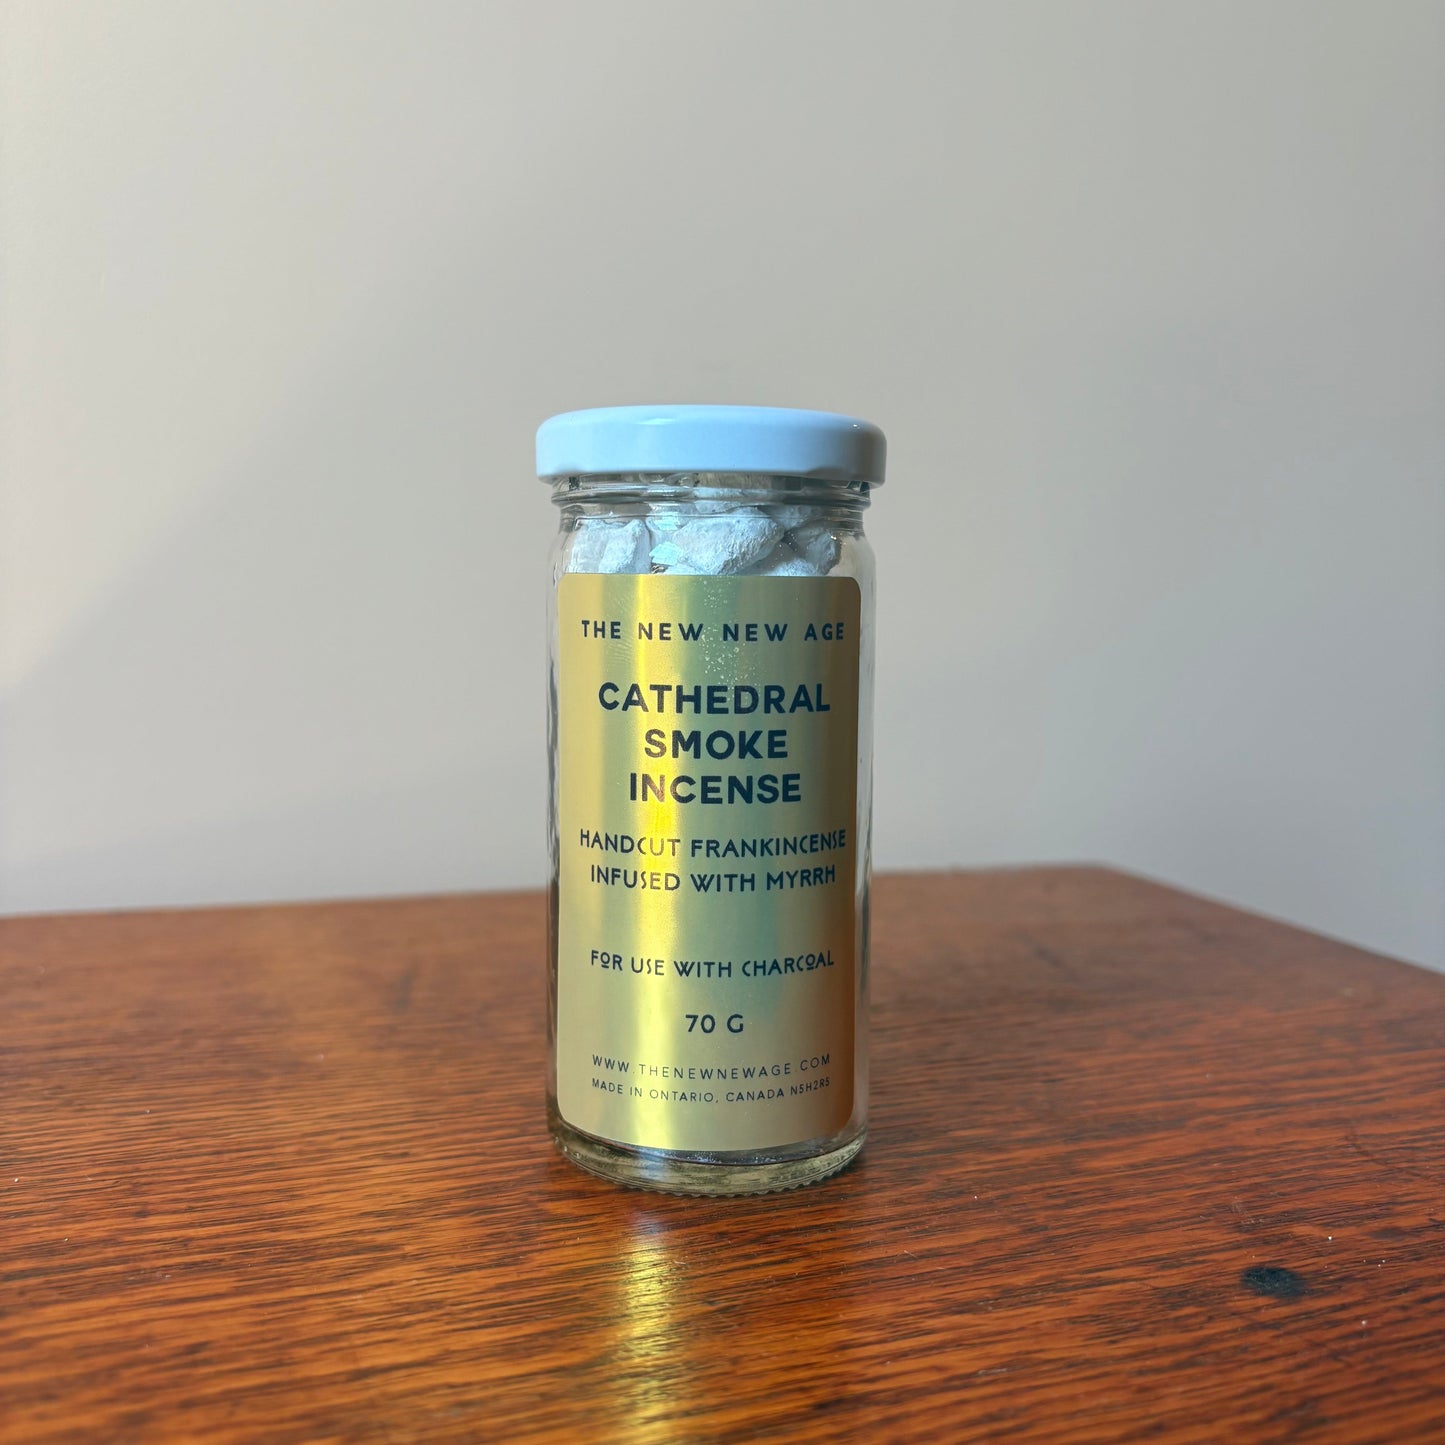 THE NEW NEW AGE
CATHEDRAL
SMOKE
INCENSE
HANDCUT FRANKINCENSE
INFUSED WITH MYRRH
FOR USE WITH CHARCOAL
70 G
WWW.THENEWNEWAGE.COM
MADE IN ONTARIO, CANADA N5H2R5